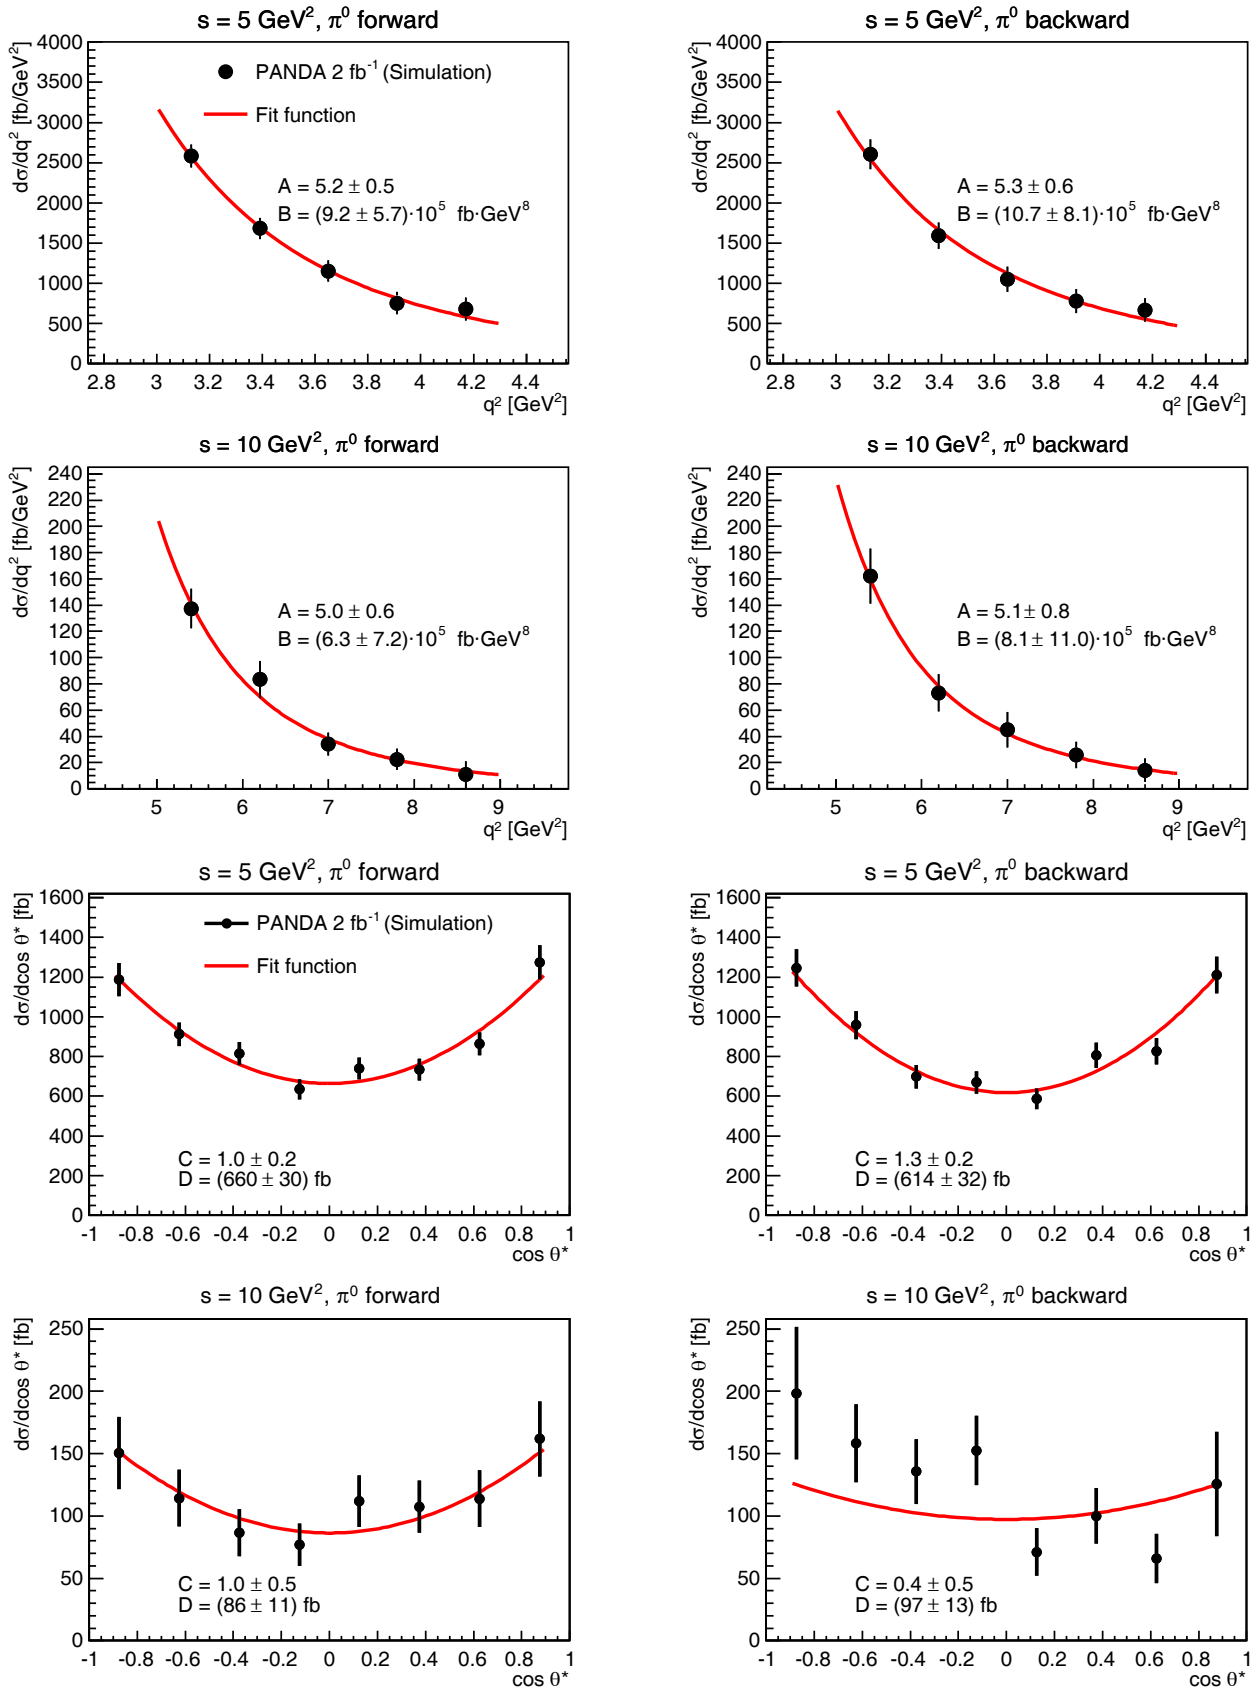 s = 5 GeV², π⁰ forward
dσ/dq² [fb/GeV²]
4000
3500
3000
2500
2000
1500
1000
500
0
PANDA 2 fb⁻¹ (Simulation)
Fit function
A = 5.2 ± 0.5
B = (9.2 ± 5.7)·10⁵ fb·GeV⁸
2.8 3 3.2 3.4 3.6 3.8 4 4.2 4.4
q² [GeV²]
s = 5 GeV², π⁰ backward
dσ/dq² [fb/GeV²]
4000
3500
3000
2500
2000
1500
1000
500
0
A = 5.3 ± 0.6
B = (10.7 ± 8.1)·10⁵ fb·GeV⁸
2.8 3 3.2 3.4 3.6 3.8 4 4.2 4.4
q² [GeV²]
s = 10 GeV², π⁰ forward
dσ/dq² [fb/GeV²]
240
220
200
180
160
140
120
100
80
60
40
20
0
A = 5.0 ± 0.6
B = (6.3 ± 7.2)·10⁵ fb·GeV⁸
5 6 7 8 9
q² [GeV²]
s = 10 GeV², π⁰ backward
dσ/dq² [fb/GeV²]
240
220
200
180
160
140
120
100
80
60
40
20
0
A = 5.1 ± 0.8
B = (8.1 ± 11.0)·10⁵ fb·GeV⁸
5 6 7 8 9
q² [GeV²]
s = 5 GeV², π⁰ forward
dσ/dcos θ* [fb]
1600
1400
1200
1000
800
600
400
200
0
PANDA 2 fb⁻¹ (Simulation)
Fit function
C = 1.0 ± 0.2
D = (660 ± 30) fb
-1 -0.8 -0.6 -0.4 -0.2 0 0.2 0.4 0.6 0.8 1
cos θ*
s = 5 GeV², π⁰ backward
dσ/dcos θ* [fb]
1600
1400
1200
1000
800
600
400
200
0
C = 1.3 ± 0.2
D = (614 ± 32) fb
-1 -0.8 -0.6 -0.4 -0.2 0 0.2 0.4 0.6 0.8 1
cos θ*
s = 10 GeV², π⁰ forward
dσ/dcos θ* [fb]
250
200
150
100
50
0
C = 1.0 ± 0.5
D = (86 ± 11) fb
-1 -0.8 -0.6 -0.4 -0.2 0 0.2 0.4 0.6 0.8 1
cos θ*
s = 10 GeV², π⁰ backward
dσ/dcos θ* [fb]
250
200
150
100
50
0
C = 0.4 ± 0.5
D = (97 ± 13) fb
-1 -0.8 -0.6 -0.4 -0.2 0 0.2 0.4 0.6 0.8 1
cos θ*